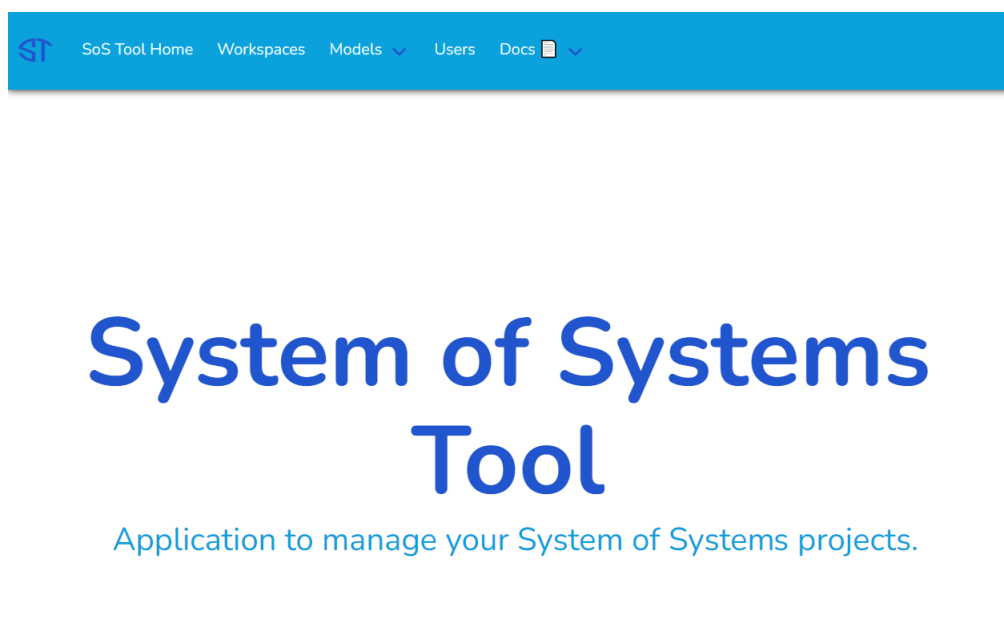 ST SoS Tool Home Workspaces Models Users Docs
System of Systems
Tool
Application to manage your System of Systems projects.